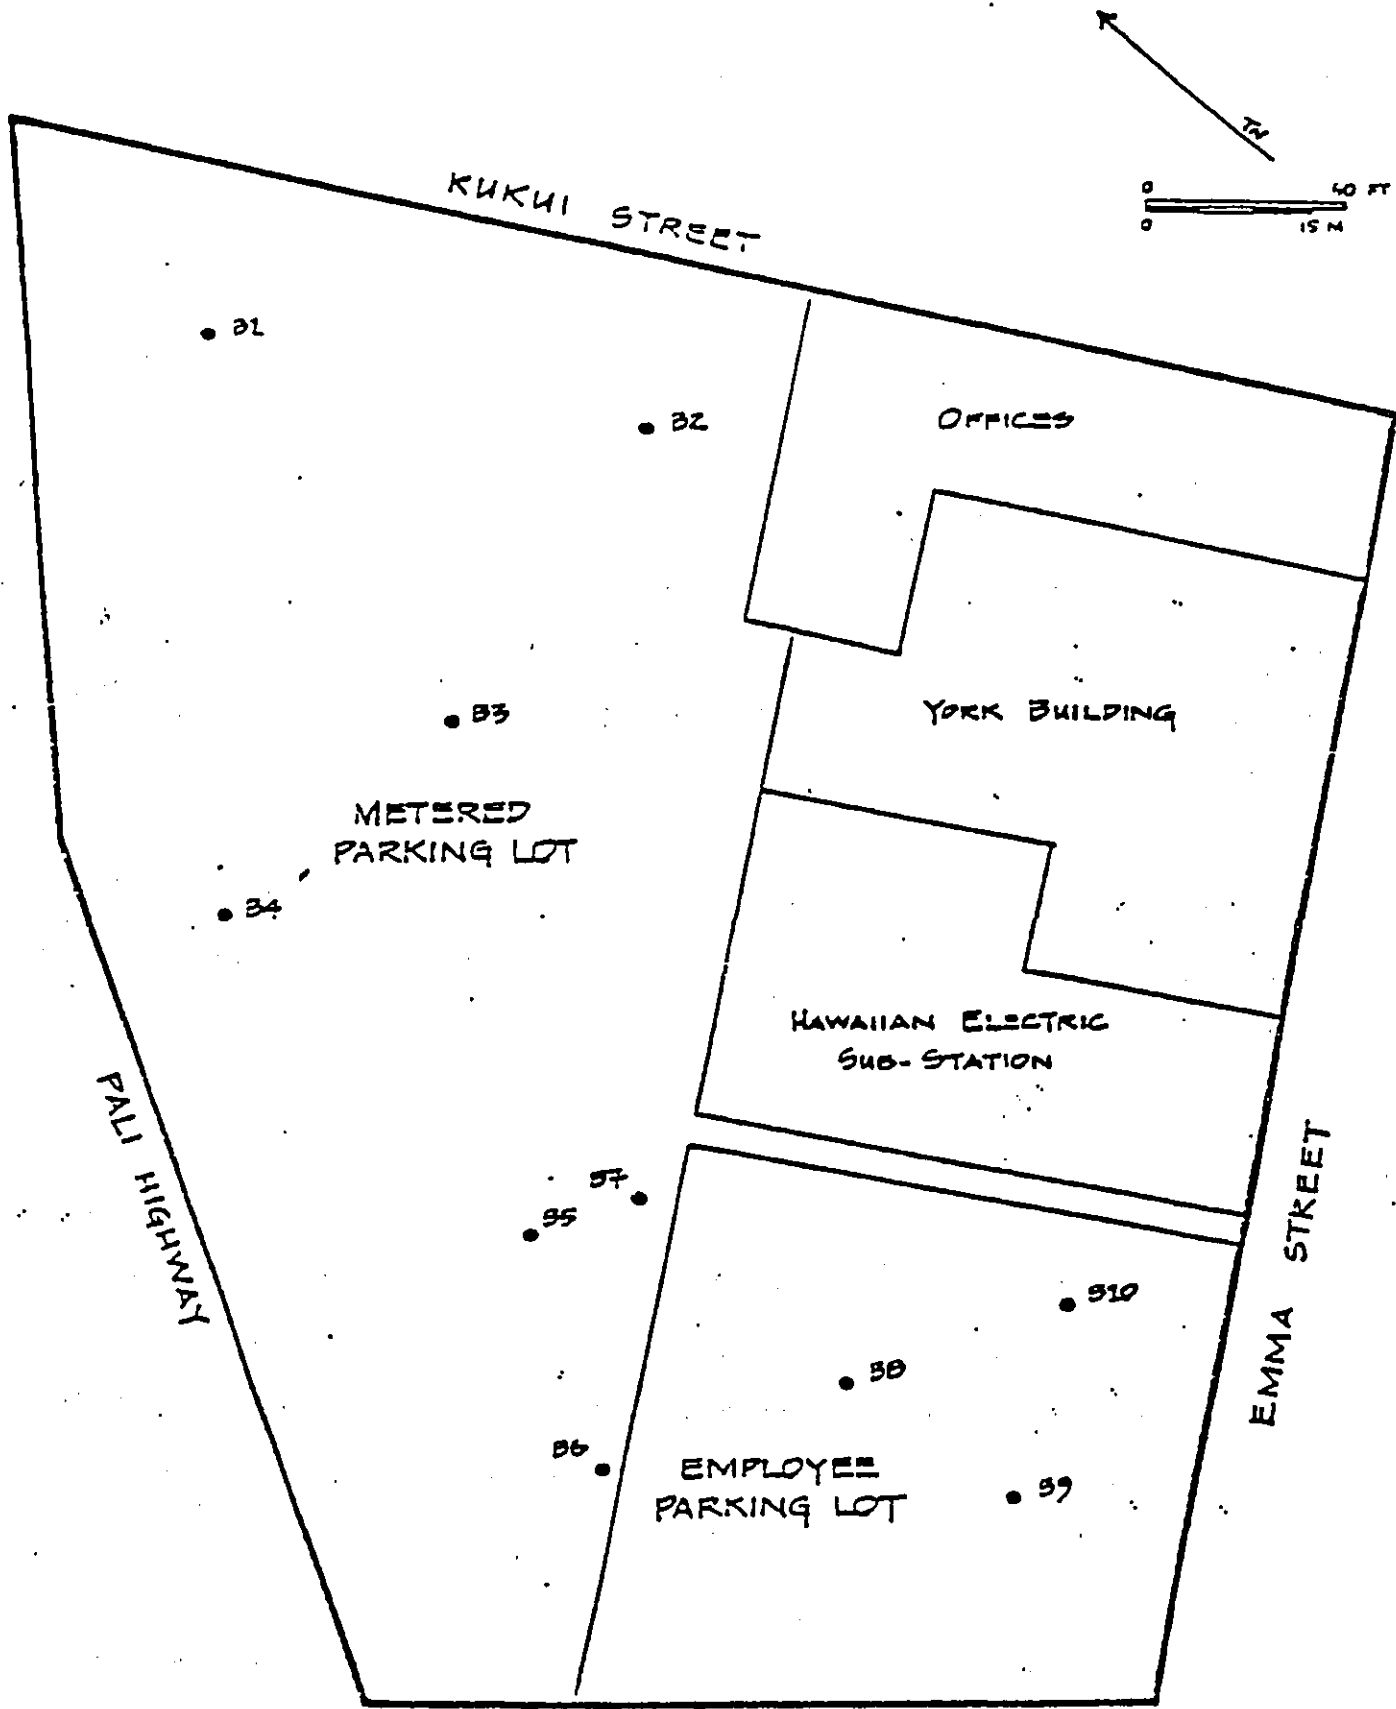 TN
0 60 FT
0 15 M
KUKUI STREET
B1
B2
OFFICES
B3
YORK BUILDING
METERED
PARKING LOT
B4
HAWAIIAN ELECTRIC
SUB-STATION
PALI HIGHWAY
EMMA STREET
B7
B5
B10
B8
B6
EMPLOYEE
PARKING LOT
B9